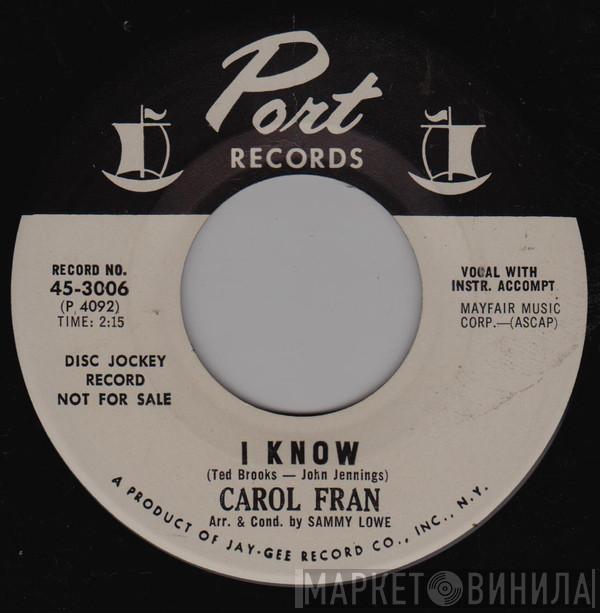 Port
RECORDS
RECORD NO.
45-3006
(P, 4092)
TIME: 2:15
DISC JOCKEY
RECORD
NOT FOR SALE
VOCAL WITH
INSTR. ACCOMPT
MAYFAIR MUSIC
CORP.—(ASCAP)
I KNOW
(Ted Brooks — John Jennings)
CAROL FRAN
Arr. & Cond. by SAMMY LOWE
A PRODUCT OF JAY-GEE RECORD CO., INC., N.Y.
МАРКЕТ ВИНИЛА